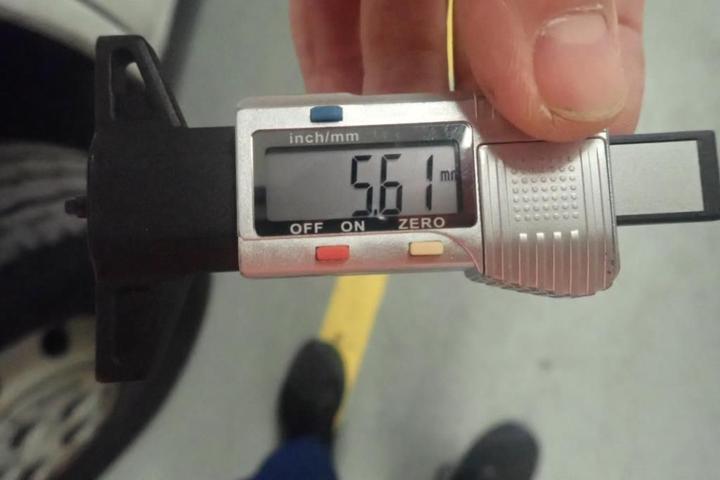 inch/mm
5.61 mm
OFF ON ZERO